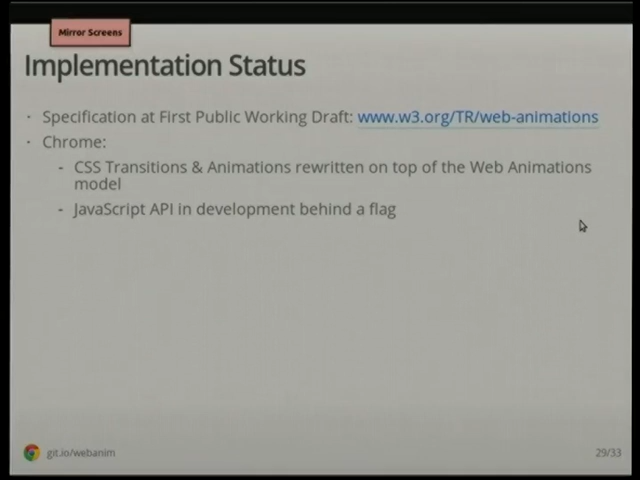 Mirror Screens
Implementation Status
· Specification at First Public Working Draft: www.w3.org/TR/web-animations
· Chrome:
- CSS Transitions & Animations rewritten on top of the Web Animations
model
- JavaScript API in development behind a flag
git.io/webanim
29/33